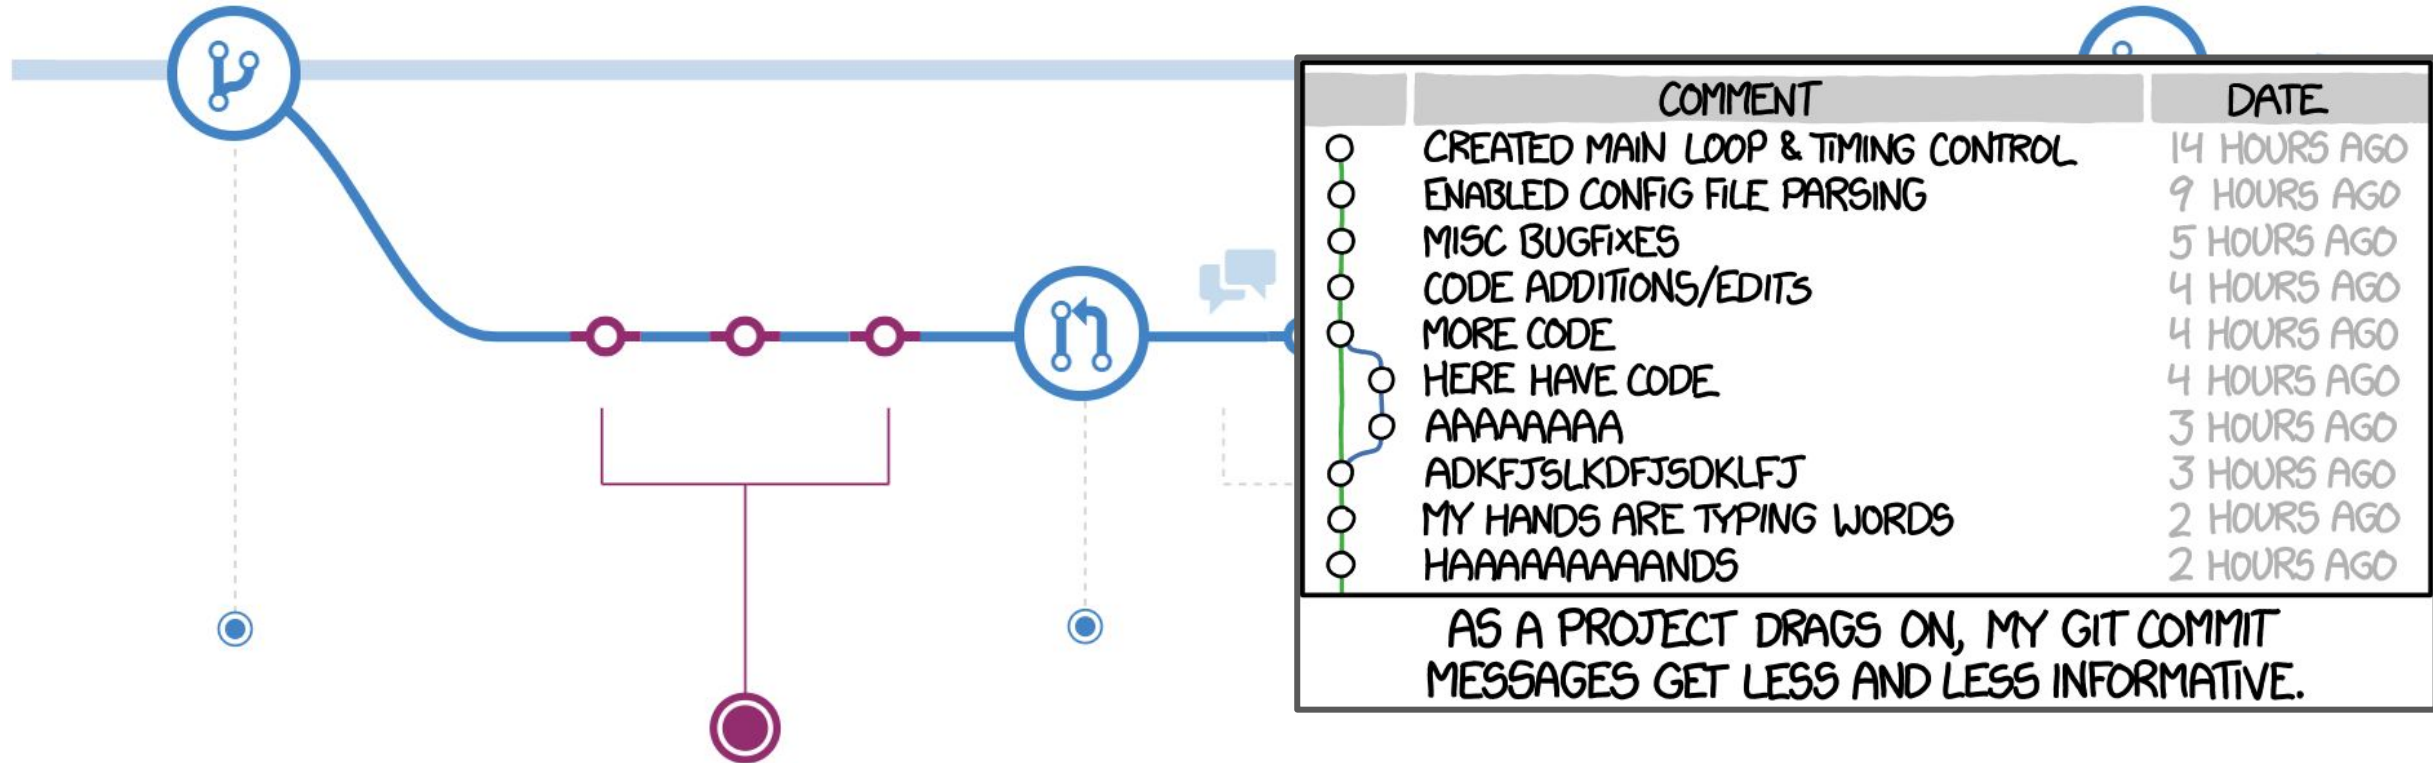 COMMENT DATE
CREATED MAIN LOOP & TIMING CONTROL 14 HOURS AGO
ENABLED CONFIG FILE PARSING 9 HOURS AGO
MISC BUGFIXES 5 HOURS AGO
CODE ADDITIONS/EDITS 4 HOURS AGO
MORE CODE 4 HOURS AGO
HERE HAVE CODE 4 HOURS AGO
AAAAAAAA 3 HOURS AGO
ADKFJSLKDFJSDKLFJ 3 HOURS AGO
MY HANDS ARE TYPING WORDS 2 HOURS AGO
HAAAAAAAAANDS 2 HOURS AGO
AS A PROJECT DRAGS ON, MY GIT COMMIT
MESSAGES GET LESS AND LESS INFORMATIVE.